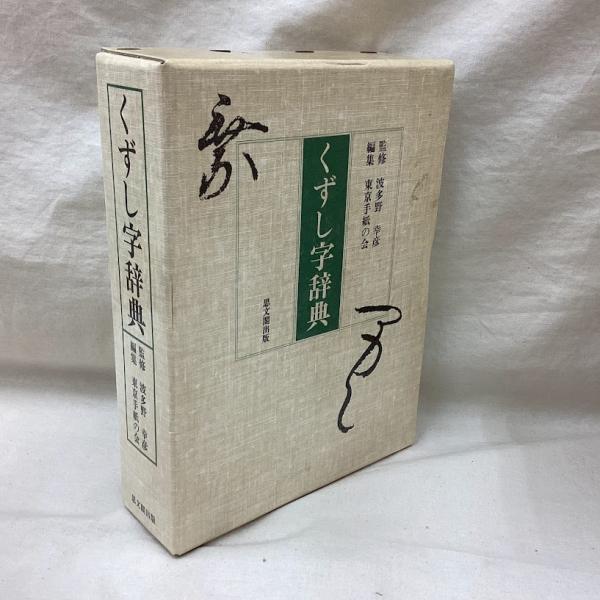 くずし字辞典
監修 波多野 幸彦
編集 東京手紙の会
思文閣出版
くずし字辞典
監修 波多野 幸彦
編集 東京手紙の会
思文閣出版